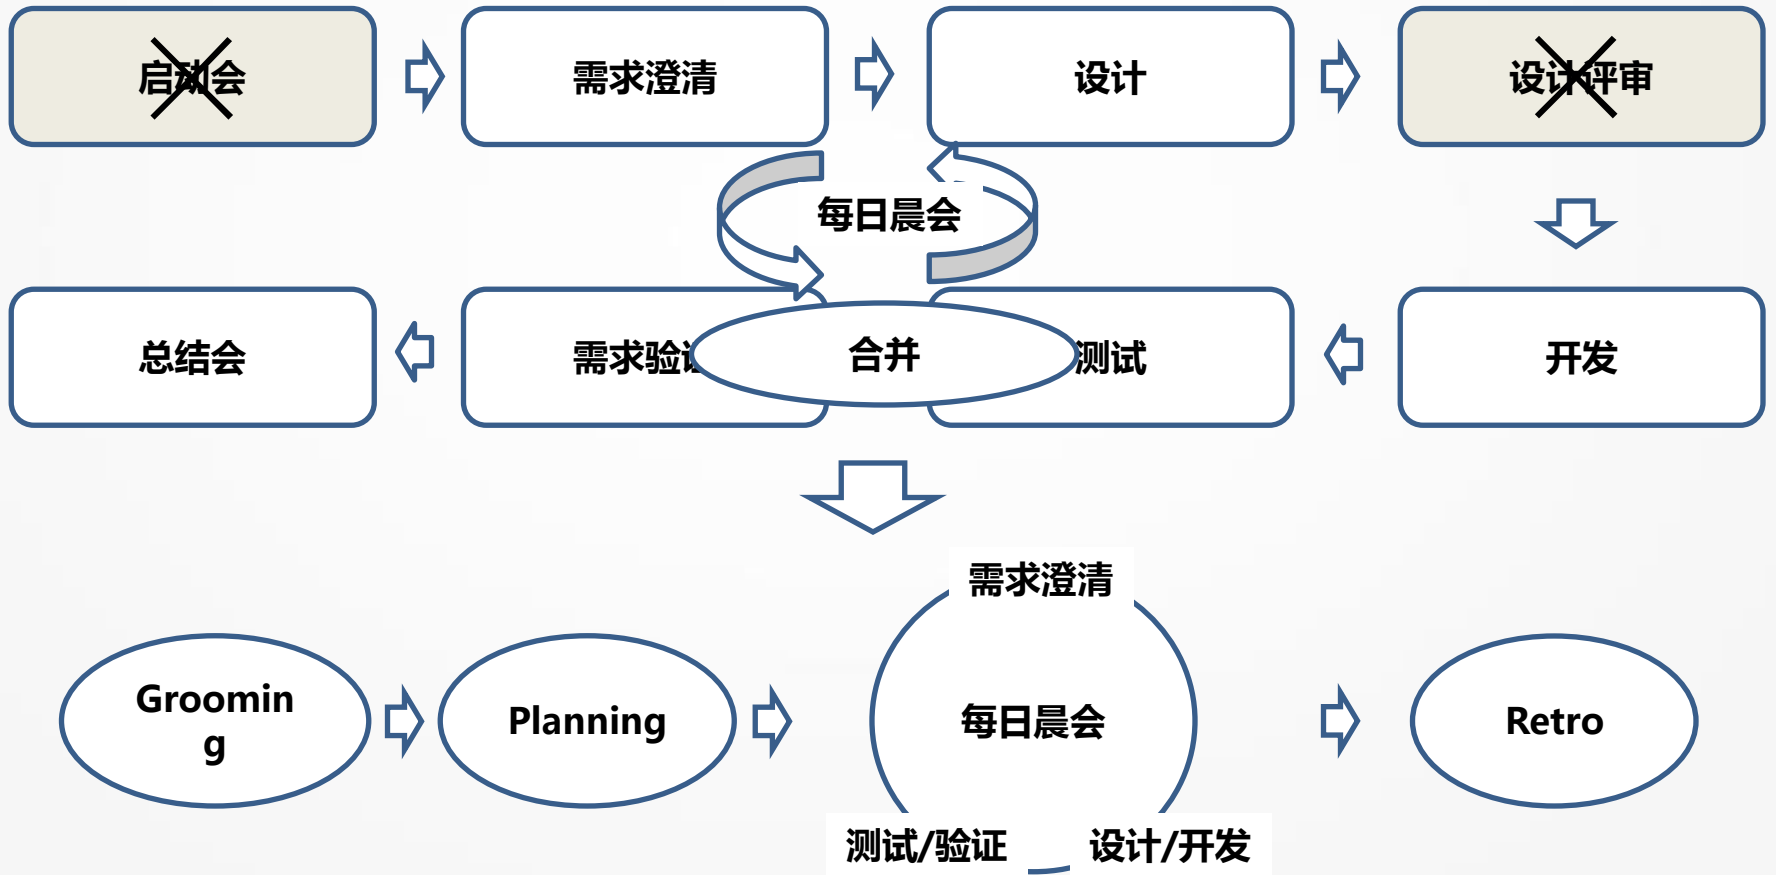 启动会
需求澄清
设计
设计评审
每日晨会
总结会
需求验证
合并
测试
开发
需求澄清
Groomin
g
Planning
每日晨会
Retro
测试/验证
设计/开发